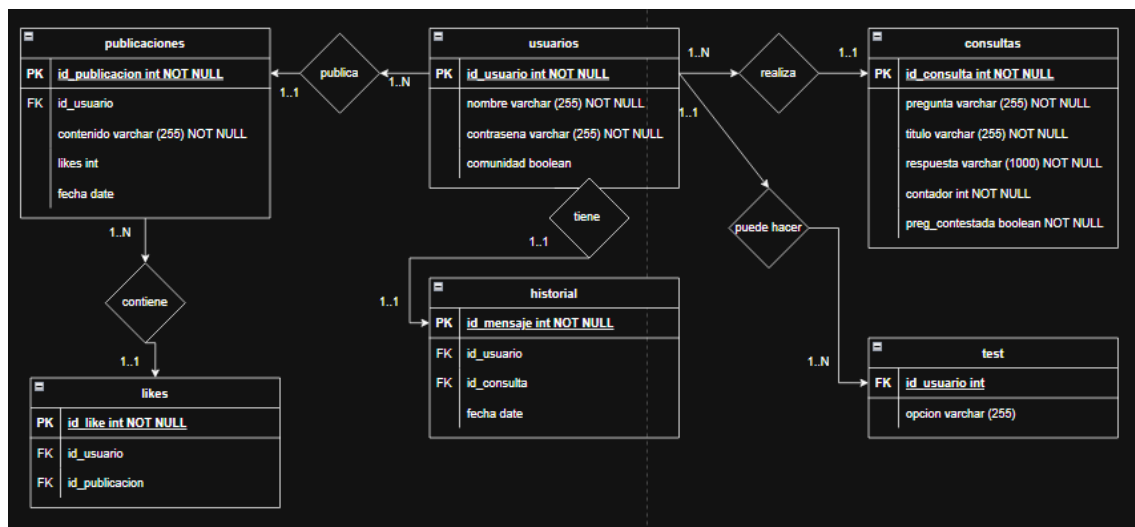 publicaciones
PK id_publicacion int NOT NULL
FK id_usuario
contenido varchar (255) NOT NULL
likes int
fecha date
1..1
publica
1..N
usuarios
PK id_usuario int NOT NULL
nombre varchar (255) NOT NULL
contrasena varchar (255) NOT NULL
comunidad boolean
1..N
realiza
1..1
consultas
PK id_consulta int NOT NULL
pregunta varchar (255) NOT NULL
titulo varchar (255) NOT NULL
respuesta varchar (1000) NOT NULL
contador int NOT NULL
preg_contestada boolean NOT NULL
1..1
puede hacer
1..N
tiene
1..1
1..1
historial
PK id_mensaje int NOT NULL
FK id_usuario
FK id_consulta
fecha date
1..N
contiene
1..1
likes
PK id_like int NOT NULL
FK id_usuario
FK id_publicacion
test
FK id_usuario int
opcion varchar (255)